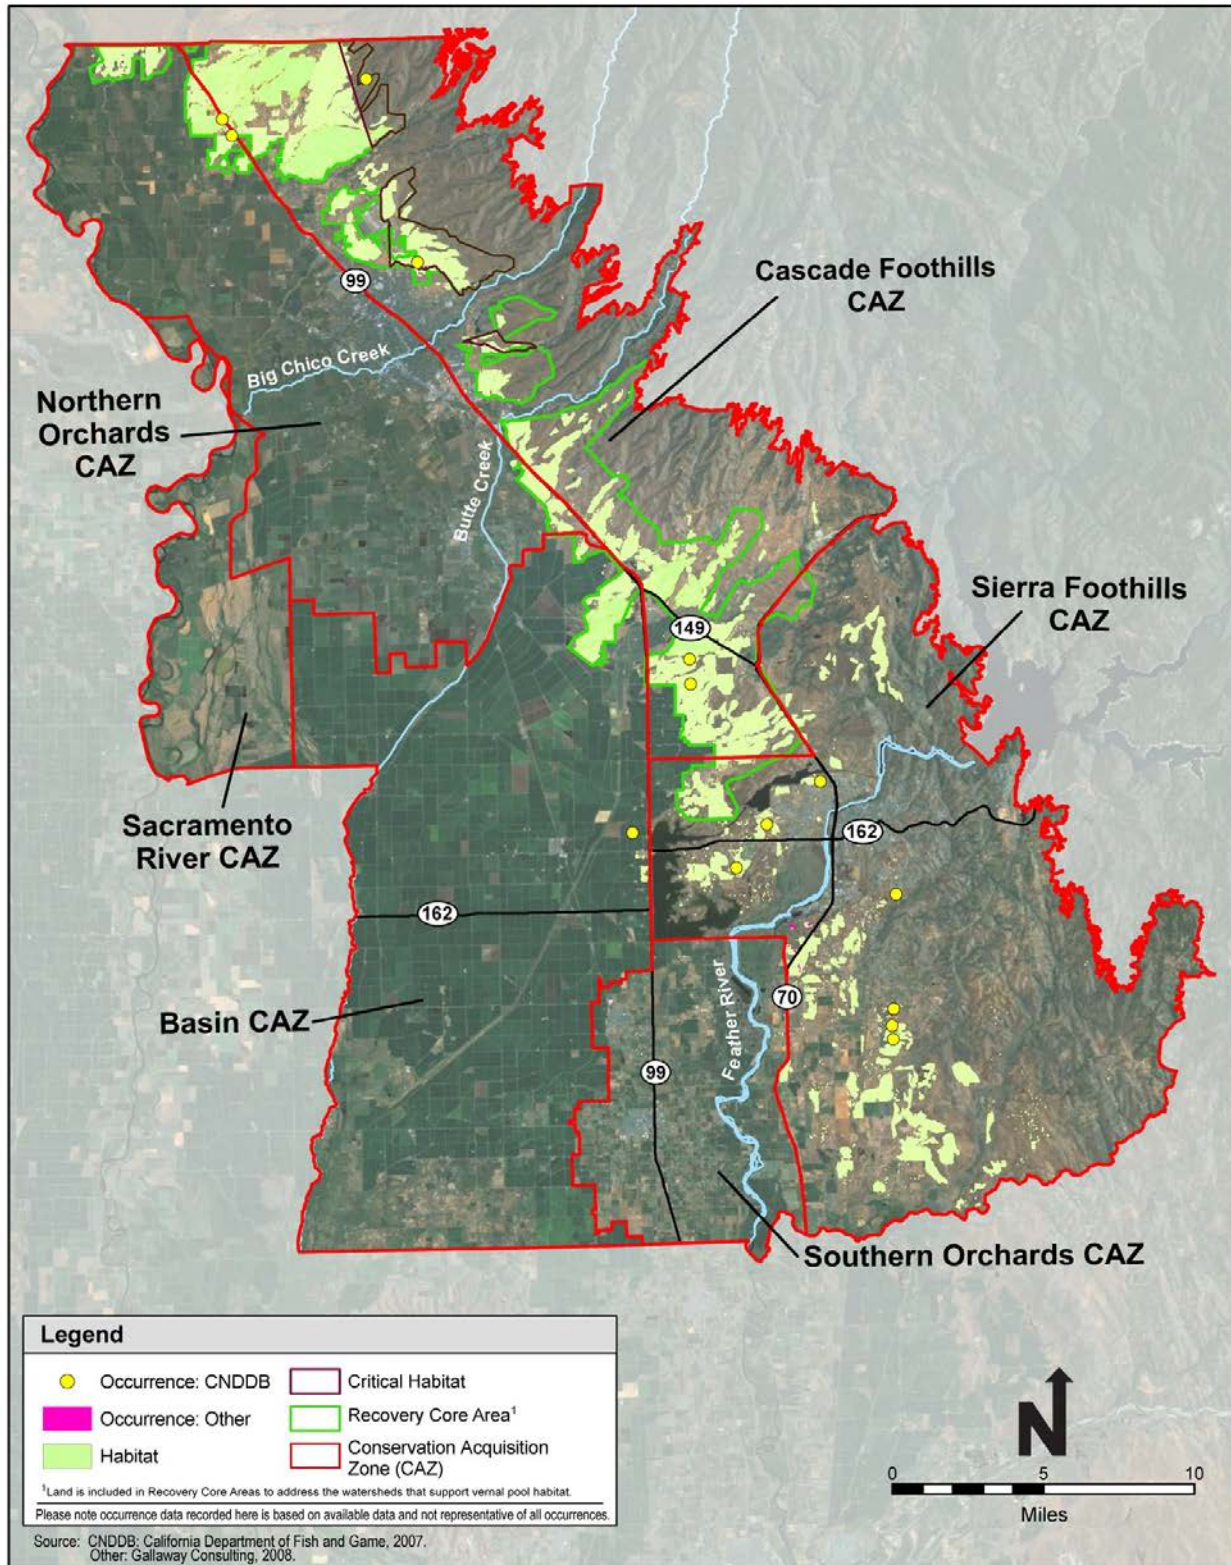 Cascade Foothills
CAZ
99
Big Chico Creek
Northern
Orchards
CAZ
Butte Creek
149
Sierra Foothills
CAZ
Sacramento
River CAZ
162
162
Basin CAZ
Feather River
70
99
Southern Orchards CAZ
Legend
Occurrence: CNDDB
Occurrence: Other
Habitat
Critical Habitat
Recovery Core Area¹
Conservation Acquisition
Zone (CAZ)
¹Land is included in Recovery Core Areas to address the watersheds that support vernal pool habitat.
Please note occurrence data recorded here is based on available data and not representative of all occurrences.
Source: CNDDB: California Department of Fish and Game, 2007.
Other: Gallaway Consulting, 2008.
N
0 5 10
Miles